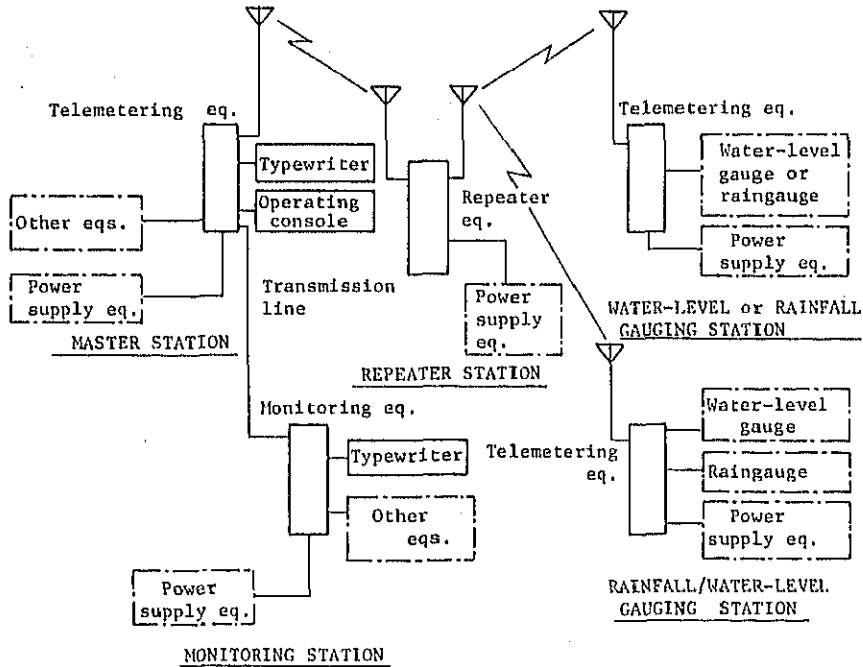 Telemetering eq.
Typewriter
Operating
console
Other eqs.
Power
supply eq.
MASTER STATION
Transmission
line
Repeater
eq.
Power
supply
eq.
REPEATER STATION
Telemetering eq.
Water-level
gauge or
raingauge
Power
supply eq.
WATER-LEVEL or RAINFALL
GAUGING STATION
Monitoring eq.
Typewriter
Other
eqs.
Power
supply eq.
MONITORING STATION
Telemetering
eq.
Water-level
gauge
Raingauge
Power
supply eq.
RAINFALL/WATER-LEVEL
GAUGING STATION